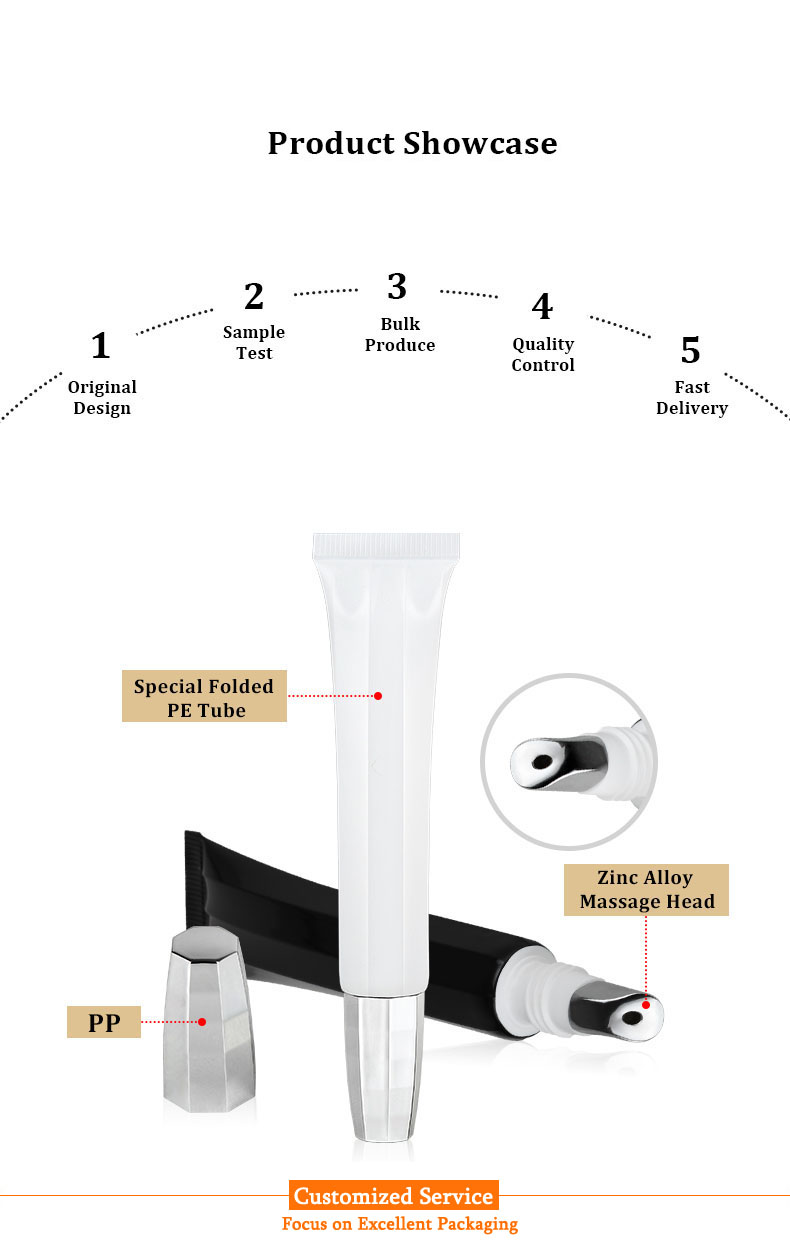 Product Showcase
1
Original
Design
2
Sample
Test
3
Bulk
Produce
4
Quality
Control
5
Fast
Delivery
Special Folded
PE Tube
Zinc Alloy
Massage Head
PP
Customized Service
Focus on Excellent Packaging